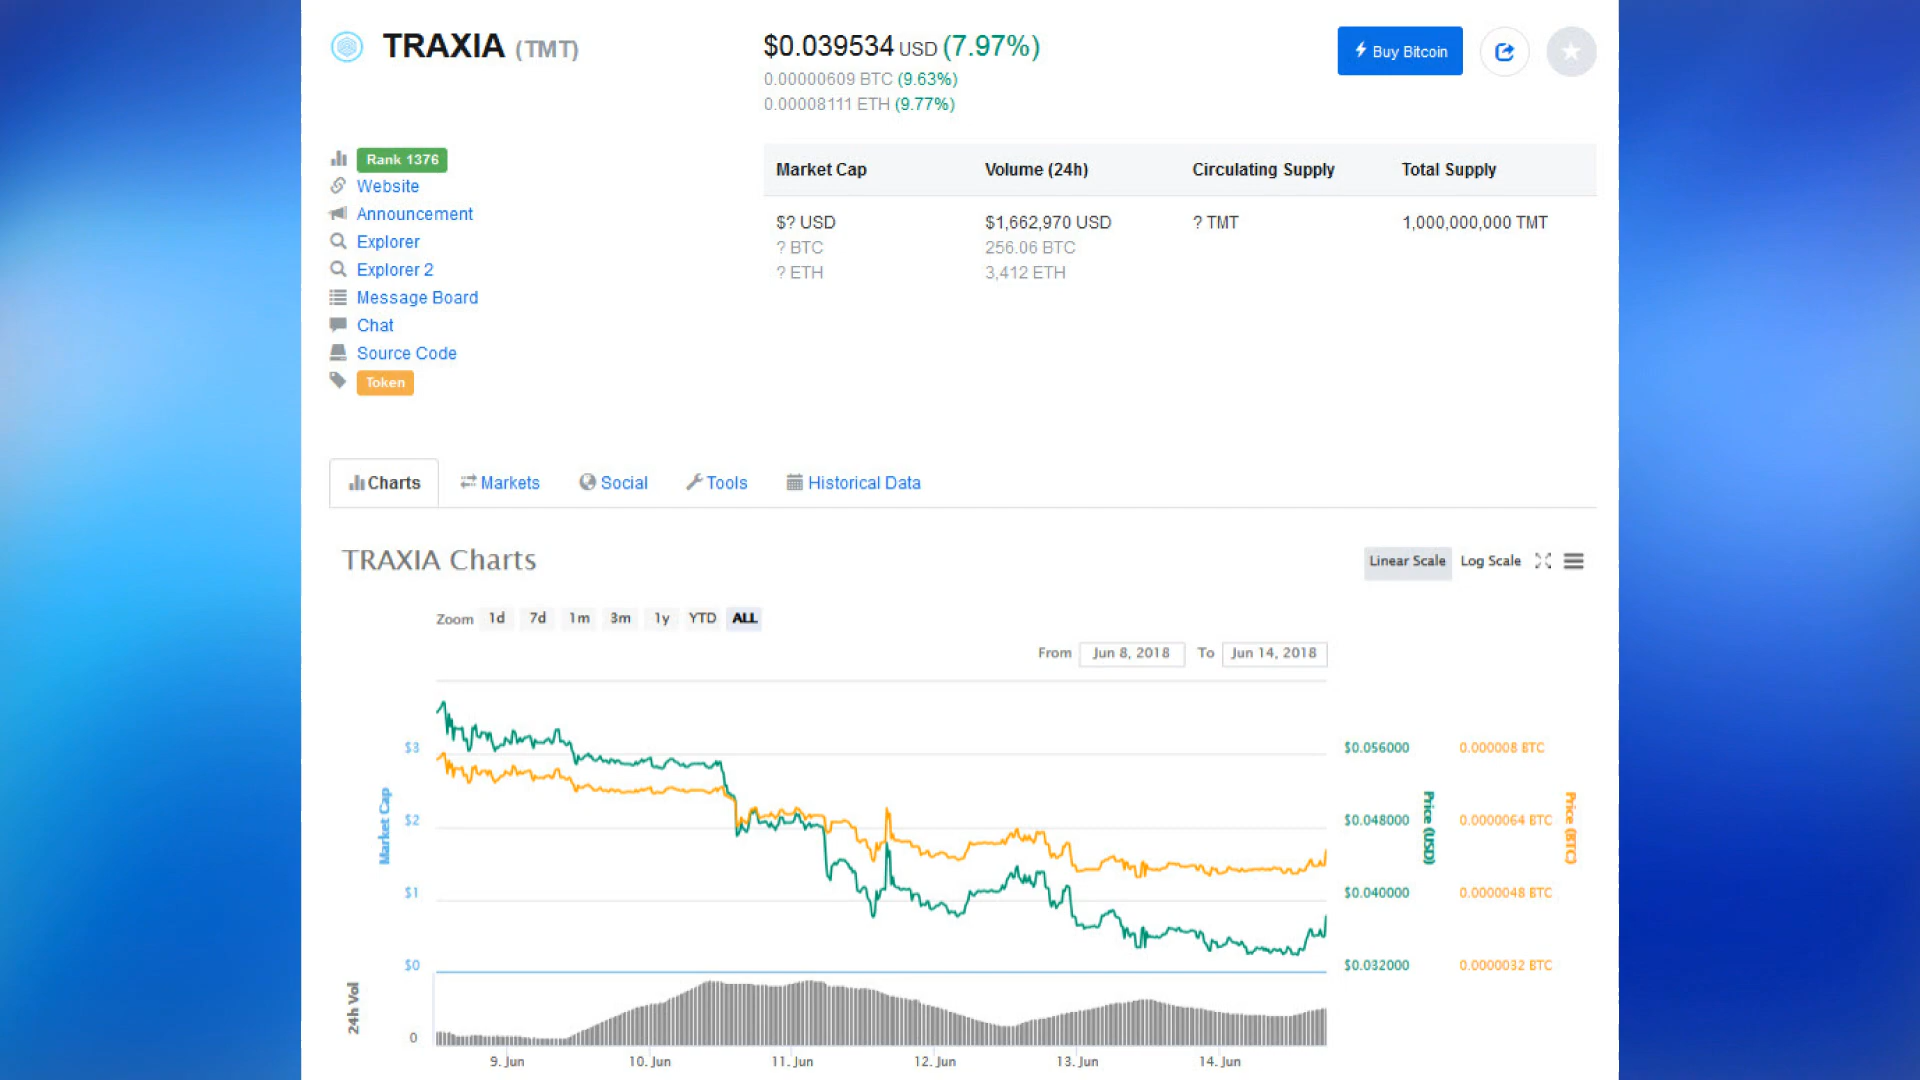 TRAXIA (TMT)
$0.039534 USD (7.97%)
0.00000609 BTC (9.63%)
0.00008111 ETH (9.77%)
Buy Bitcoin
Rank 1376
Website
Announcement
Explorer
Explorer 2
Message Board
Chat
Source Code
Token
Market Cap Volume (24h) Circulating Supply Total Supply
$? USD $1,662,970 USD ? TMT 1,000,000,000 TMT
? BTC 256.06 BTC
? ETH 3,412 ETH
Charts Markets Social Tools Historical Data
TRAXIA Charts
Linear Scale Log Scale
Zoom 1d 7d 1m 3m 1y YTD ALL
From Jun 8, 2018 To Jun 14, 2018
$3 $0.056000 0.000008 BTC
$2 $0.048000 0.0000064 BTC
$1 $0.040000 0.0000048 BTC
$0 $0.032000 0.0000032 BTC
Market Cap
Price (USD)
Price (BTC)
24h Vol
0
9. Jun 10. Jun 11. Jun 12. Jun 13. Jun 14. Jun